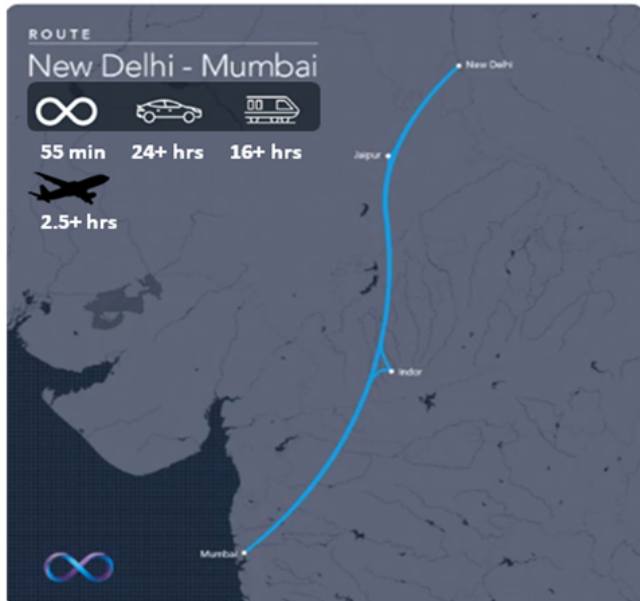 ROUTE
New Delhi - Mumbai
55 min 24+ hrs 16+ hrs
2.5+ hrs
New Delhi
Jaipur
Indor
Mumbai